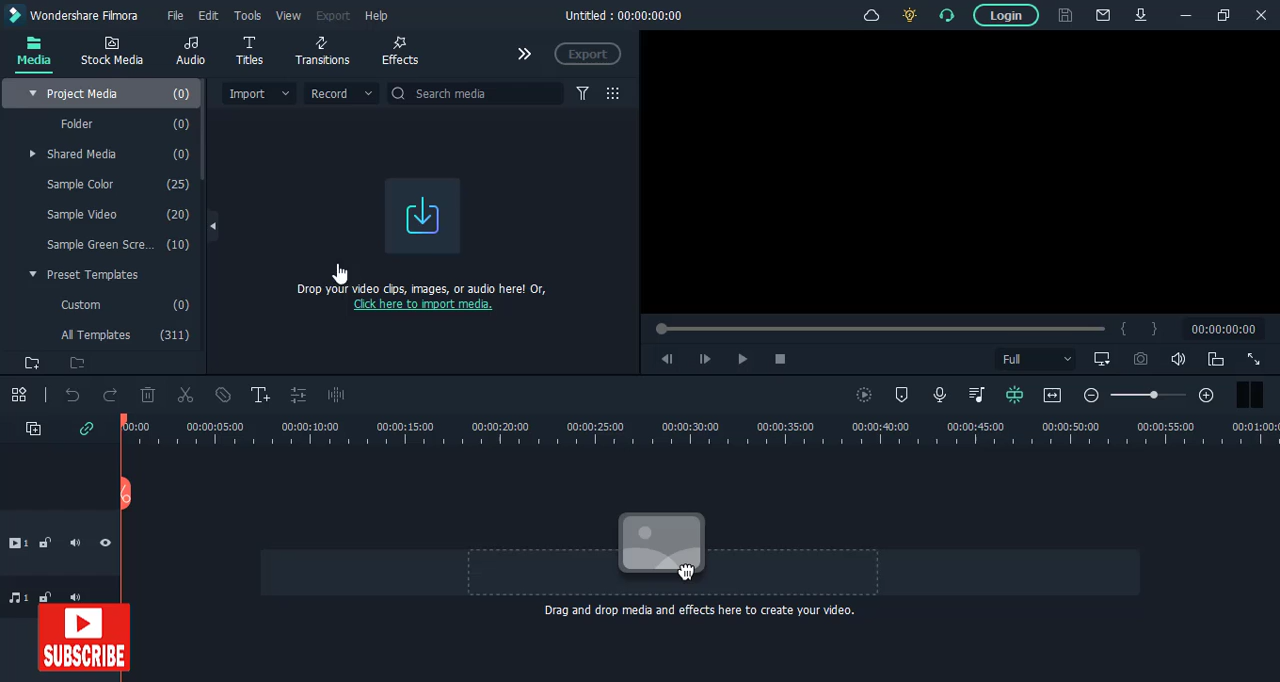 Wondershare Filmora File Edit Tools View Export Help Untitled : 00:00:00:00 Login
Media Stock Media Audio Titles Transitions Effects Export
Project Media (0) Import Record Search media
Folder (0)
Shared Media (0)
Sample Color (25)
Sample Video (20)
Sample Green Scre... (10)
Preset Templates
Custom (0)
All Templates (311)
Drop your video clips, images, or audio here! Or,
Click here to import media.
{ } 00:00:00:00
Full
00:00 00:00:05:00 00:00:10:00 00:00:15:00 00:00:20:00 00:00:25:00 00:00:30:00 00:00:35:00 00:00:40:00 00:00:45:00 00:00:50:00 00:00:55:00 00:01:00:
1
Drag and drop media and effects here to create your video.
1
SUBSCRIBE